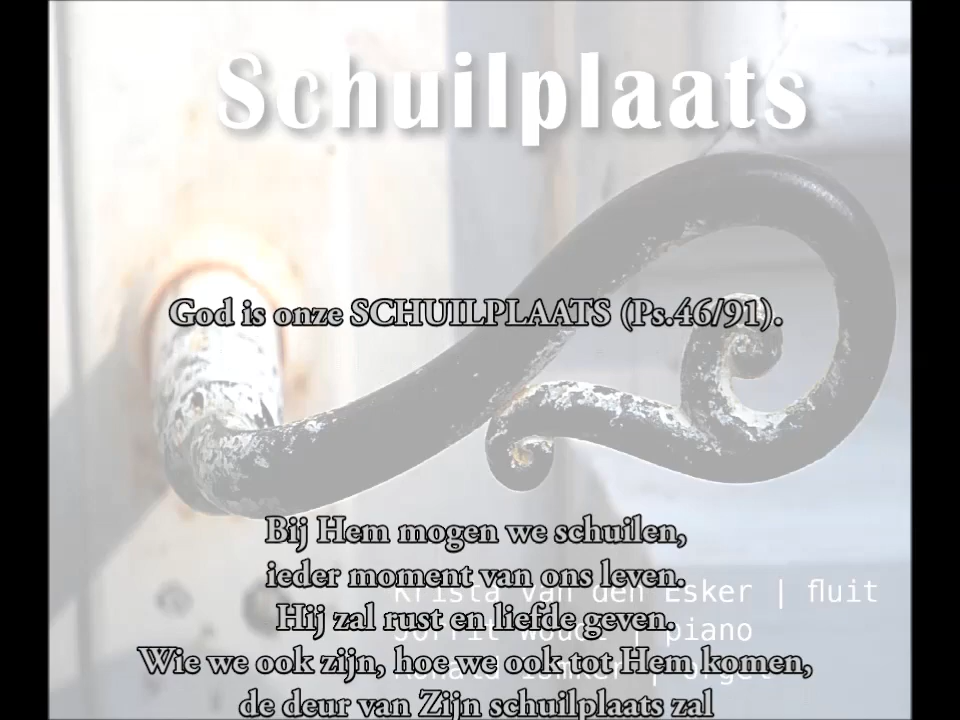 Schuilplaats
God is onze SCHUILPLAATS (Ps.46/91).
Bij Hem mogen we schuilen,
ieder moment van ons leven.
Krista van den Esker | fluit
Hij zal rust en liefde geven.
Jorrit Woudt | piano
Wie we ook zijn, hoe we ook tot Hem komen,
| orgel
de deur van Zijn schuilplaats zal